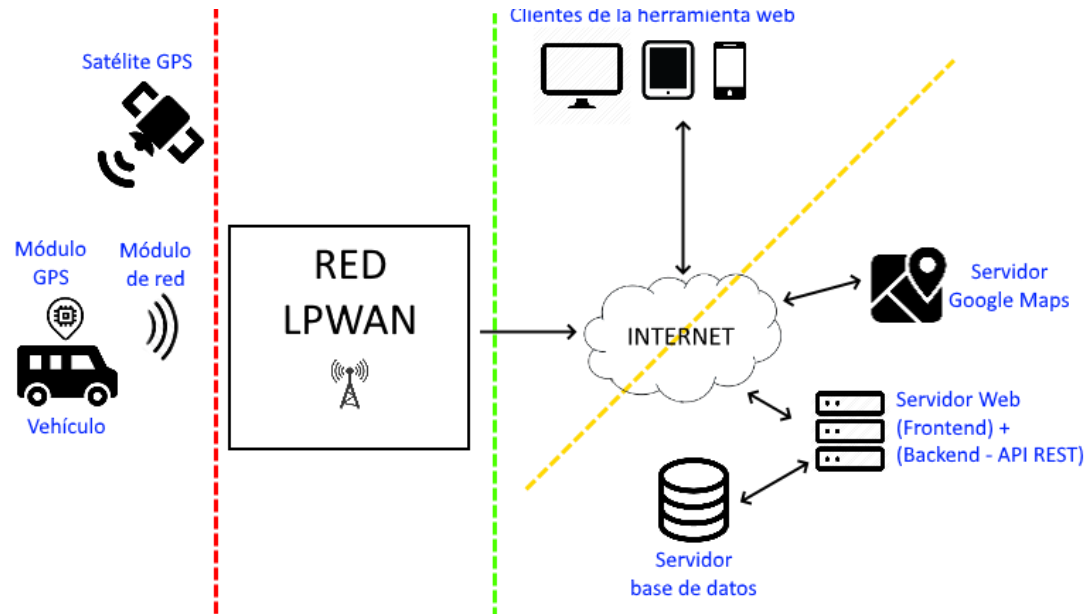 Clientes de la herramienta web
Satélite GPS
Módulo
GPS
Módulo
de red
Vehículo
RED
LPWAN
INTERNET
Servidor
Google Maps
Servidor Web
(Frontend) +
(Backend - API REST)
Servidor
base de datos